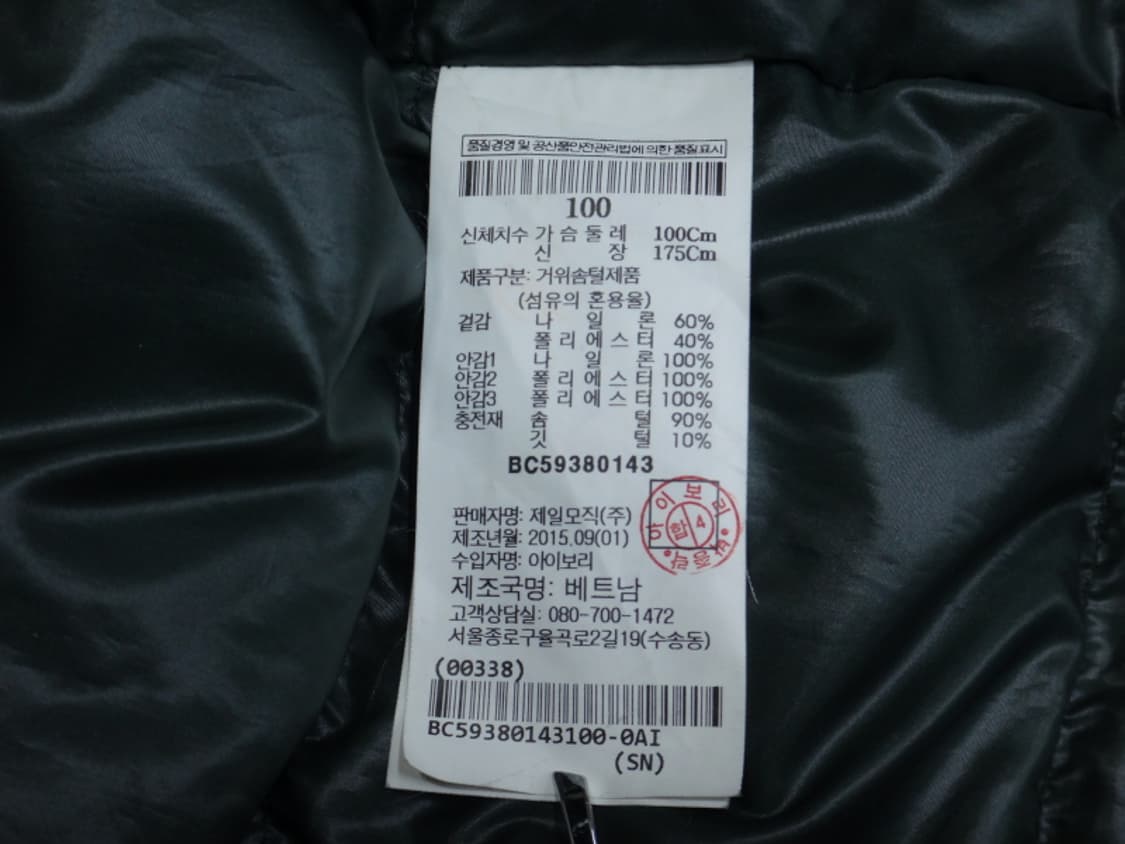 품질경영 및 공산품안전관리법에 의한 품질표시
100
신체치수 가 슴 둘 레 100Cm
신 장 175Cm
제품구분: 거위솜털제품
(섬유의 혼용율)
겉감 나 일 론 60%
폴 리 에 스 터 40%
안감1 나 일 론 100%
안감2 폴 리 에 스 터 100%
안감3 폴 리 에 스 터 100%
충전재 솜 털 90%
깃 털 10%
BC59380143
아이보리
합 4
판매자명: 제일모직(주)
제조년월: 2015.09(01)
수입자명: 아이보리
제조국명: 베트남
고객상담실: 080-700-1472
서울종로구율곡로2길19(수송동)
(00338)
BC59380143100-0AI
(SN)